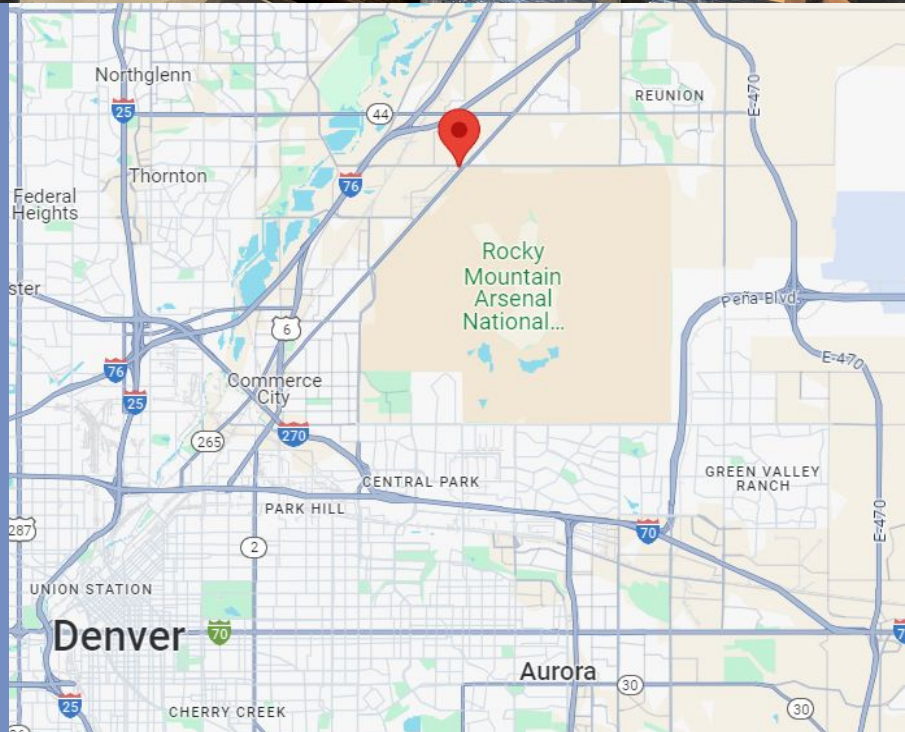 Northglenn
25
44
REUNION
E-470
Thornton
76
Federal
Heights
Rocky
Mountain
Arsenal
National...
ster
Peña Blvd.
6
E-470
76
Commerce
City
25
270
265
CENTRAL PARK
GREEN VALLEY
RANCH
PARK HILL
287
70
E-470
2
UNION STATION
Denver
70
Aurora
30
25
CHERRY CREEK
30